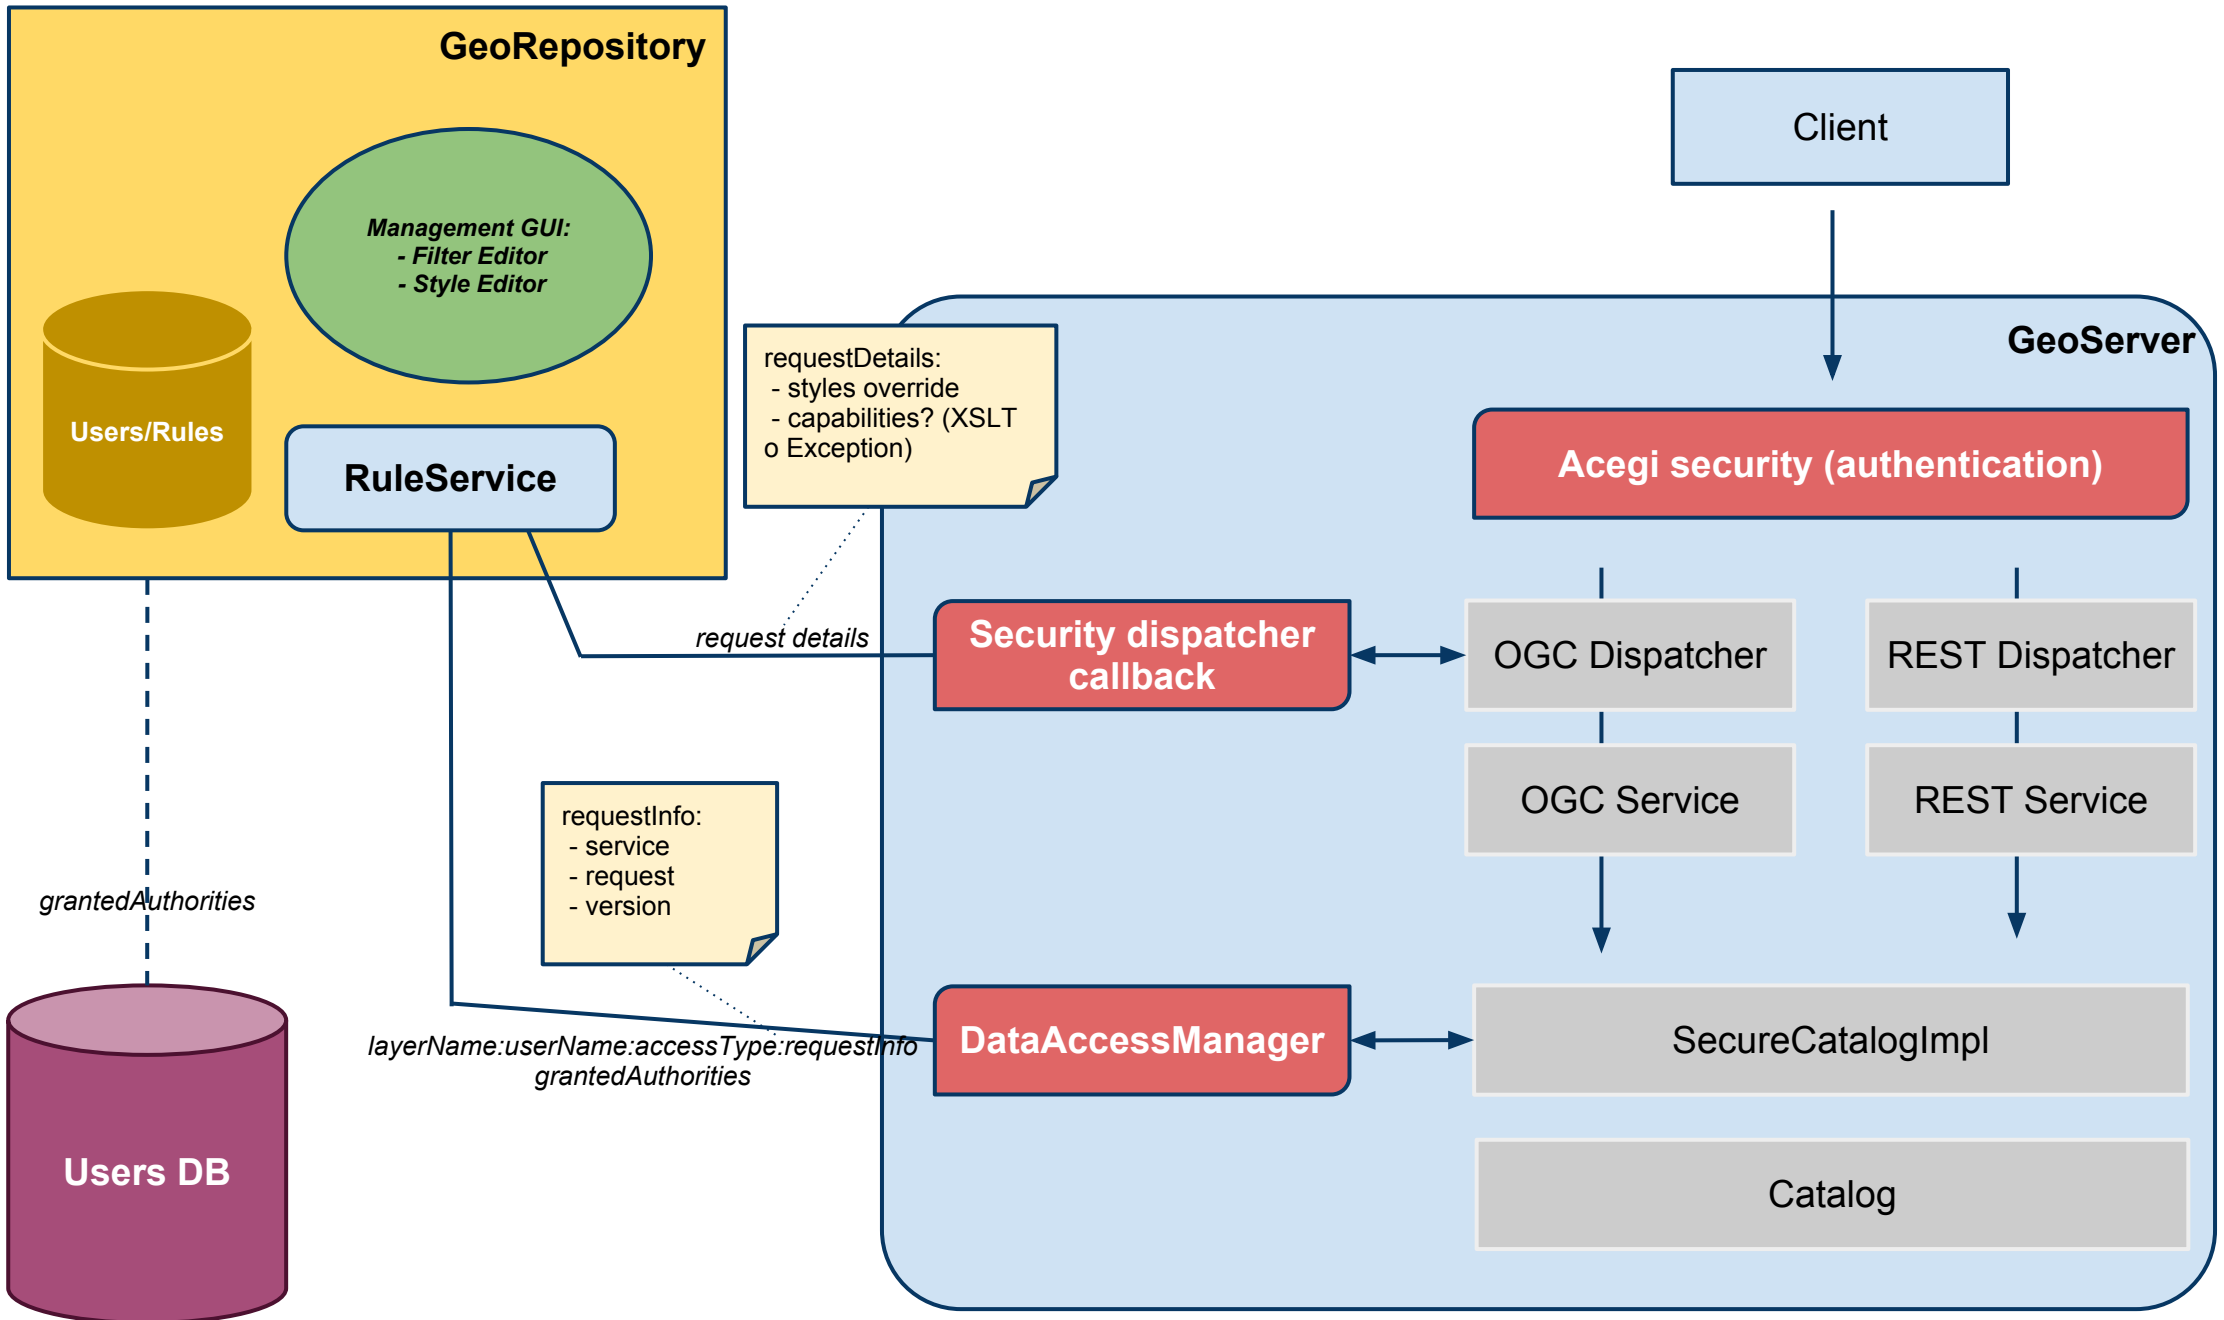 GeoRepository
Management GUI:
- Filter Editor
- Style Editor
Users/Rules
RuleService
Client
GeoServer
requestDetails:
- styles override
- capabilities? (XSLT
o Exception)
Acegi security (authentication)
request details
Security dispatcher
callback
OGC Dispatcher
REST Dispatcher
OGC Service
REST Service
requestInfo:
- service
- request
- version
grantedAuthorities
layerName:userName:accessType:requestInfo
grantedAuthorities
DataAccessManager
SecureCatalogImpl
Users DB
Catalog